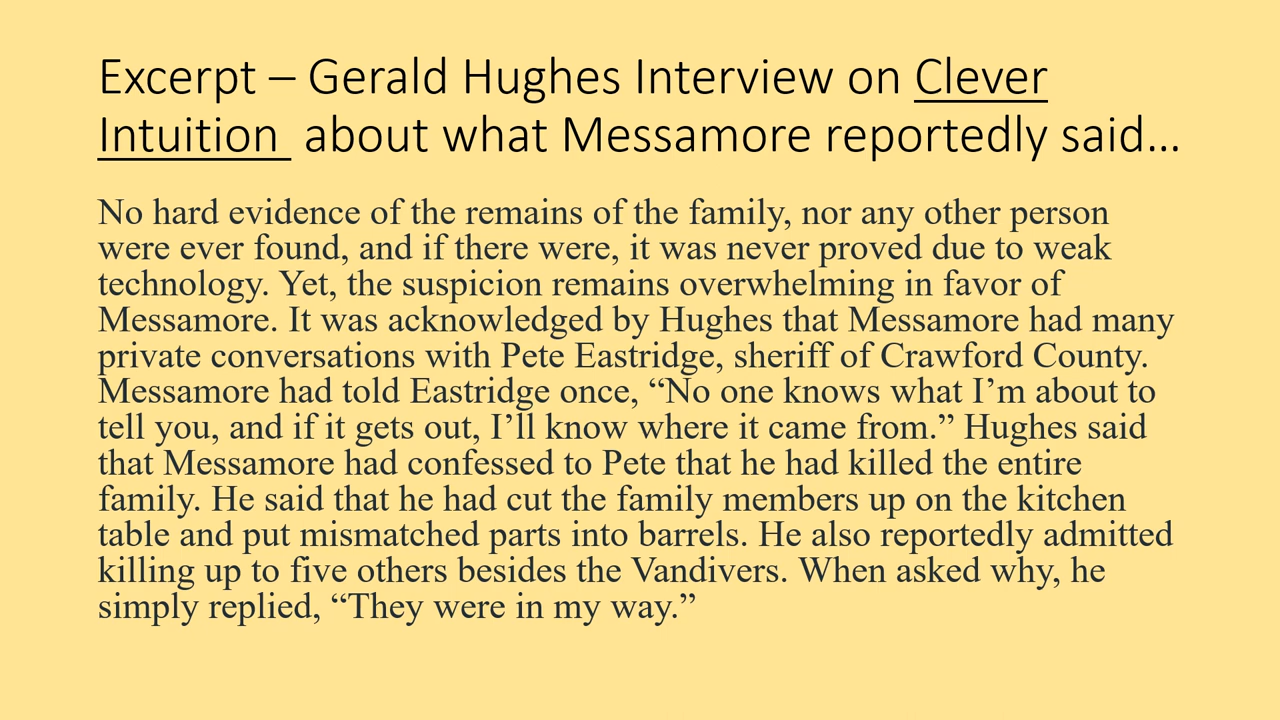 Excerpt – Gerald Hughes Interview on Clever
Intuition  about what Messamore reportedly said…
No hard evidence of the remains of the family, nor any other person
were ever found, and if there were, it was never proved due to weak
technology. Yet, the suspicion remains overwhelming in favor of
Messamore. It was acknowledged by Hughes that Messamore had many
private conversations with Pete Eastridge, sheriff of Crawford County.
Messamore had told Eastridge once, “No one knows what I’m about to
tell you, and if it gets out, I’ll know where it came from.” Hughes said
that Messamore had confessed to Pete that he had killed the entire
family. He said that he had cut the family members up on the kitchen
table and put mismatched parts into barrels. He also reportedly admitted
killing up to five others besides the Vandivers. When asked why, he
simply replied, “They were in my way.”